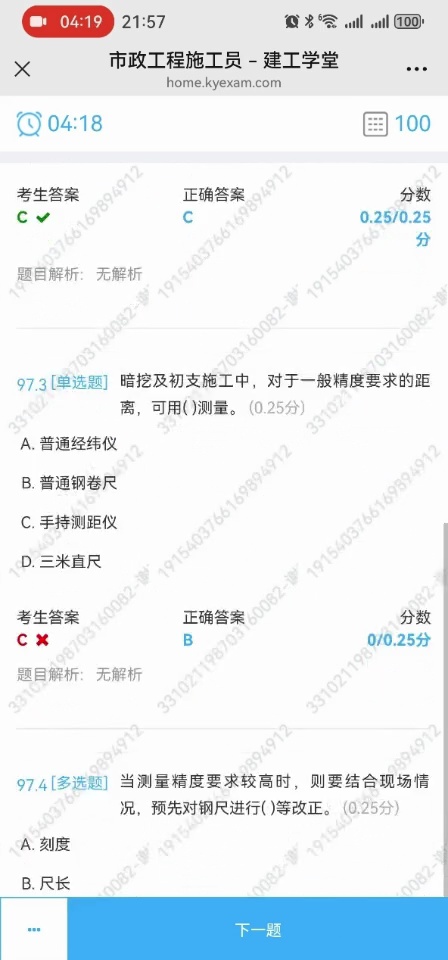 04:19 21:57 6 100
市政工程施工员 – 建工学堂
home.kyexam.com
04:18 100
考生答案 正确答案 分数
C C 0.25/0.25
分
题目解析: 无解析
97.3 [单选题] 暗挖及初支施工中，对于一般精度要求的距
离，可用( )测量。(0.25分)
A. 普通经纬仪
B. 普通钢卷尺
C. 手持测距仪
D. 三米直尺
考生答案 正确答案 分数
C B 0/0.25分
题目解析: 无解析
97.4 [多选题] 当测量精度要求较高时，则要结合现场情
况，预先对钢尺进行( )等改正。(0.25分)
A. 刻度
B. 尺长
下一题